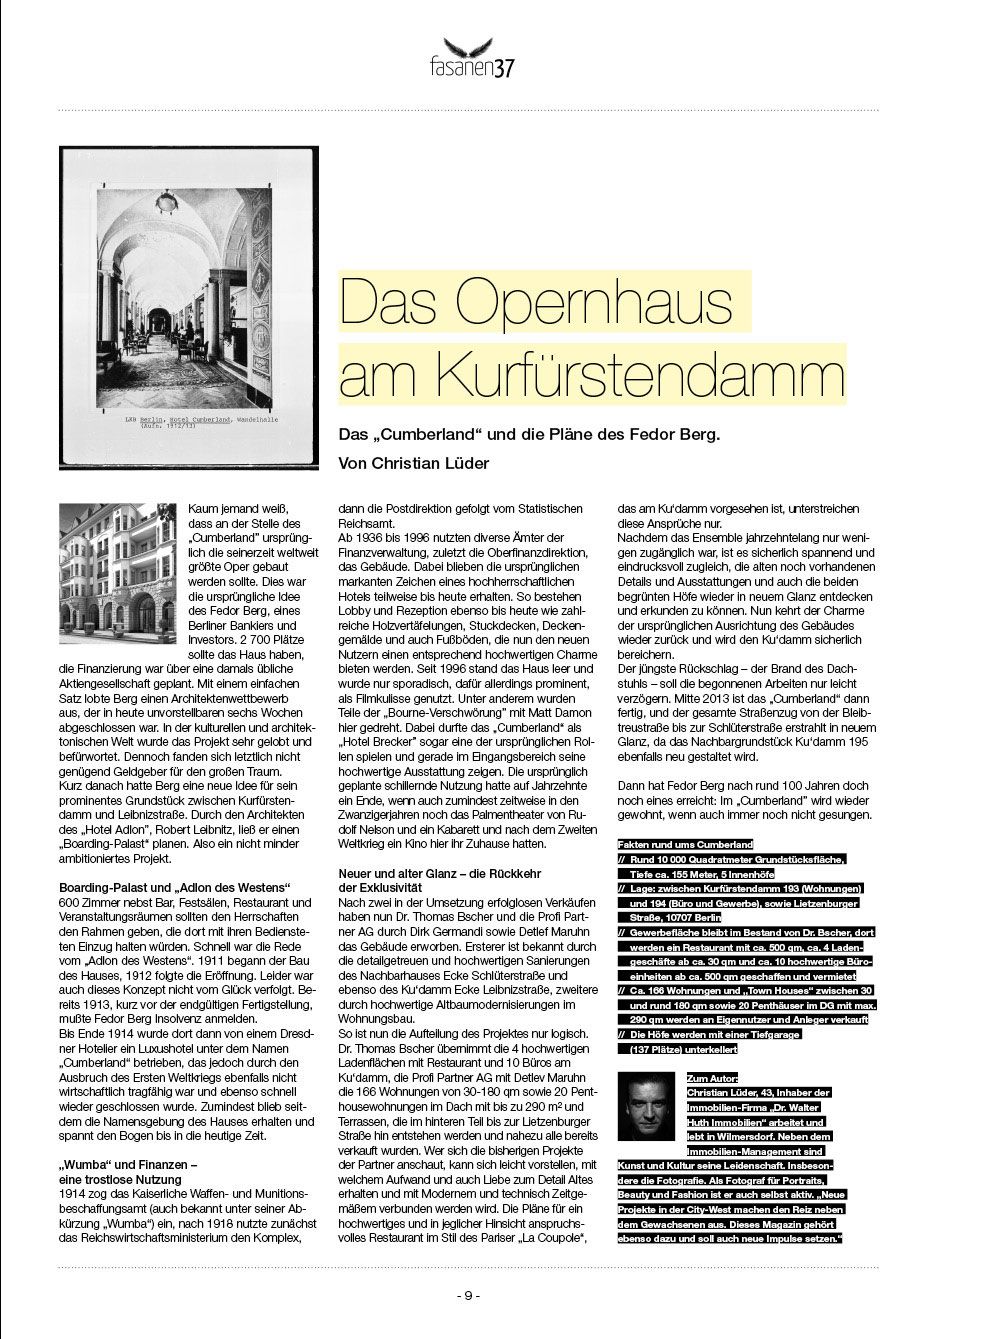 fasanen37
LXB Berlin, Hotel Cumberland, Wandelhalle
(Aufn. 1912/13)
Das Opernhaus
am Kurfürstendamm
Das „Cumberland“ und die Pläne des Fedor Berg.
Von Christian Lüder
Kaum jemand weiß,
dass an der Stelle des
„Cumberland” ursprüng-
lich die seinerzeit weltweit
größte Oper gebaut
werden sollte. Dies war
die ursprüngliche Idee
des Fedor Berg, eines
Berliner Bankiers und
Investors. 2 700 Plätze
sollte das Haus haben,
die Finanzierung war über eine damals übliche
Aktiengesellschaft geplant. Mit einem einfachen
Satz lobte Berg einen Architektenwettbewerb
aus, der in heute unvorstellbaren sechs Wochen
abgeschlossen war. In der kulturellen und architek-
tonischen Welt wurde das Projekt sehr gelobt und
befürwortet. Dennoch fanden sich letztlich nicht
genügend Geldgeber für den großen Traum.
Kurz danach hatte Berg eine neue Idee für sein
prominentes Grundstück zwischen Kurfürsten-
damm und Leibnizstraße. Durch den Architekten
des „Hotel Adlon”, Robert Leibnitz, ließ er einen
„Boarding-Palast“ planen. Also ein nicht minder
ambitioniertes Projekt.
Boarding-Palast und „Adlon des Westens“
600 Zimmer nebst Bar, Festsälen, Restaurant und
Veranstaltungsräumen sollten den Herrschaften
den Rahmen geben, die dort mit ihren Bedienste-
ten Einzug halten würden. Schnell war die Rede
vom „Adlon des Westens“. 1911 begann der Bau
des Hauses, 1912 folgte die Eröffnung. Leider war
auch dieses Konzept nicht vom Glück verfolgt. Be-
reits 1913, kurz vor der endgültigen Fertigstellung,
mußte Fedor Berg Insolvenz anmelden.
Bis Ende 1914 wurde dort dann von einem Dresd-
ner Hotelier ein Luxushotel unter dem Namen
„Cumberland“ betrieben, das jedoch durch den
Ausbruch des Ersten Weltkriegs ebenfalls nicht
wirtschaftlich tragfähig war und ebenso schnell
wieder geschlossen wurde. Zumindest blieb seit-
dem die Namensgebung des Hauses erhalten und
spannt den Bogen bis in die heutige Zeit.
„Wumba“ und Finanzen –
eine trostlose Nutzung
1914 zog das Kaiserliche Waffen- und Munitions-
beschaffungsamt (auch bekannt unter seiner Ab-
kürzung „Wumba“) ein, nach 1918 nutzte zunächst
das Reichswirtschaftsministerium den Komplex,
dann die Postdirektion gefolgt vom Statistischen
Reichsamt.
Ab 1936 bis 1996 nutzten diverse Ämter der
Finanzverwaltung, zuletzt die Oberfinanzdirektion,
das Gebäude. Dabei blieben die ursprünglichen
markanten Zeichen eines hochherrschaftlichen
Hotels teilweise bis heute erhalten. So bestehen
Lobby und Rezeption ebenso bis heute wie zahl-
reiche Holzvertäfelungen, Stuckdecken, Decken-
gemälde und auch Fußböden, die nun den neuen
Nutzern einen entsprechend hochwertigen Charme
bieten werden. Seit 1996 stand das Haus leer und
wurde nur sporadisch, dafür allerdings prominent,
als Filmkulisse genutzt. Unter anderem wurden
Teile der „Bourne-Verschwörung” mit Matt Damon
hier gedreht. Dabei durfte das „Cumberland“ als
„Hotel Brecker” sogar eine der ursprünglichen Rol-
len spielen und gerade im Eingangsbereich seine
hochwertige Ausstattung zeigen. Die ursprünglich
geplante schillernde Nutzung hatte auf Jahrzehnte
ein Ende, wenn auch zumindest zeitweise in den
Zwanzigerjahren noch das Palmentheater von Ru-
dolf Nelson und ein Kabarett und nach dem Zweiten
Weltkrieg ein Kino hier ihr Zuhause hatten.
Neuer und alter Glanz – die Rückkehr
der Exklusivität
Nach zwei in der Umsetzung erfolglosen Verkäufen
haben nun Dr. Thomas Bscher und die Profi Part-
ner AG durch Dirk Germandi sowie Detlef Maruhn
das Gebäude erworben. Ersterer ist bekannt durch
die detailgetreuen und hochwertigen Sanierungen
des Nachbarhauses Ecke Schlüterstraße und
ebenso des Ku‘damm Ecke Leibnizstraße, zweitere
durch hochwertige Altbaumodernisierungen im
Wohnungsbau.
So ist nun die Aufteilung des Projektes nur logisch.
Dr. Thomas Bscher übernimmt die 4 hochwertigen
Ladenflächen mit Restaurant und 10 Büros am
Ku‘damm, die Profi Partner AG mit Detlev Maruhn
die 166 Wohnungen von 30-180 qm sowie 20 Pent-
housewohnungen im Dach mit bis zu 290 m² und
Terrassen, die im hinteren Teil bis zur Lietzenburger
Straße hin entstehen werden und nahezu alle bereits
verkauft wurden. Wer sich die bisherigen Projekte
der Partner anschaut, kann sich leicht vorstellen, mit
welchem Aufwand und auch Liebe zum Detail Altes
erhalten und mit Modernem und technisch Zeitge-
mäßem verbunden werden wird. Die Pläne für ein
hochwertiges und in jeglicher Hinsicht anspruchs-
volles Restaurant im Stil des Pariser „La Coupole“,
das am Ku‘damm vorgesehen ist, unterstreichen
diese Ansprüche nur.
Nachdem das Ensemble jahrzehntelang nur weni-
gen zugänglich war, ist es sicherlich spannend und
eindrucksvoll zugleich, die alten noch vorhandenen
Details und Ausstattungen und auch die beiden
begrünten Höfe wieder in neuem Glanz entdecken
und erkunden zu können. Nun kehrt der Charme
der ursprünglichen Ausrichtung des Gebäudes
wieder zurück und wird den Ku‘damm sicherlich
bereichern.
Der jüngste Rückschlag – der Brand des Dach-
stuhls – soll die begonnenen Arbeiten nur leicht
verzögern. Mitte 2013 ist das „Cumberland“ dann
fertig, und der gesamte Straßenzug von der Bleib-
treustraße bis zur Schlüterstraße erstrahlt in neuem
Glanz, da das Nachbargrundstück Ku‘damm 195
ebenfalls neu gestaltet wird.
Dann hat Fedor Berg nach rund 100 Jahren doch
noch eines erreicht: Im „Cumberland” wird wieder
gewohnt, wenn auch immer noch nicht gesungen.
Fakten rund ums Cumberland
// Rund 10 000 Quadratmeter Grundstücksfläche,
Tiefe ca. 155 Meter, 5 Innenhöfe
// Lage: zwischen Kurfürstendamm 193 (Wohnungen)
und 194 (Büro und Gewerbe), sowie Lietzenburger
Straße, 10707 Berlin
// Gewerbefläche bleibt im Bestand von Dr. Bscher, dort
werden ein Restaurant mit ca. 500 qm, ca. 4 Laden-
geschäfte ab ca. 30 qm und ca. 10 hochwertige Büro-
einheiten ab ca. 500 qm geschaffen und vermietet
// Ca. 166 Wohnungen und „Town Houses“ zwischen 30
und rund 180 qm sowie 20 Penthäuser im DG mit max.
290 qm werden an Eigennutzer und Anleger verkauft
// Die Höfe werden mit einer Tiefgarage
(137 Plätze) unterkellert
Zum Autor:
Christian Lüder, 43, Inhaber der
Immobilien-Firma „Dr. Walter
Huth Immobilien“ arbeitet und
lebt in Wilmersdorf. Neben dem
Immobilien-Management sind
Kunst und Kultur seine Leidenschaft. Insbeson-
dere die Fotografie. Als Fotograf für Portraits,
Beauty und Fashion ist er auch selbst aktiv. „Neue
Projekte in der City-West machen den Reiz neben
dem Gewachsenen aus. Dieses Magazin gehört
ebenso dazu und soll auch neue Impulse setzen.“
- 9 -